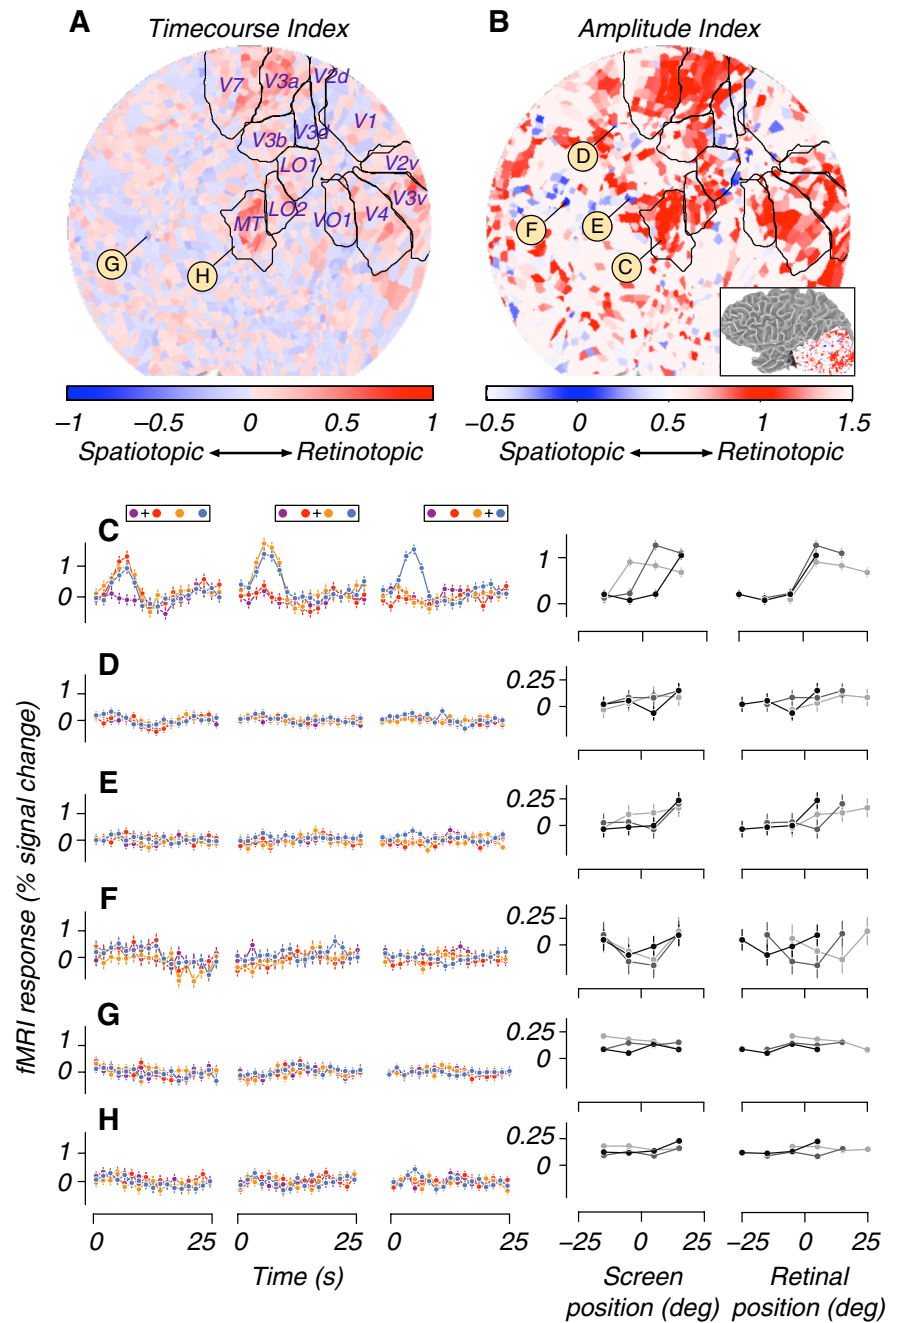 A
Timecourse Index
B
Amplitude Index
V7
V3a
V2d
V1
V3b
V3d
LO1
V2v
V3v
LO2
MT
VO1
V4
G
H
D
F
E
C
−1 −0.5 0 0.5 1
Spatiotopic Retinotopic
−0.5 0 0.5 1 1.5
Spatiotopic Retinotopic
fMRI response (% signal change)
+ + +
C
1
0
1
0
D
1
0
0.25
0
E
1
0
0.25
0
F
1
0
0.25
0
G
1
0
0.25
0
H
1
0
0.25
0
0 25 0 25 0 25
Time (s)
−25 0 25
Screen
position (deg)
−25 0 25
Retinal
position (deg)